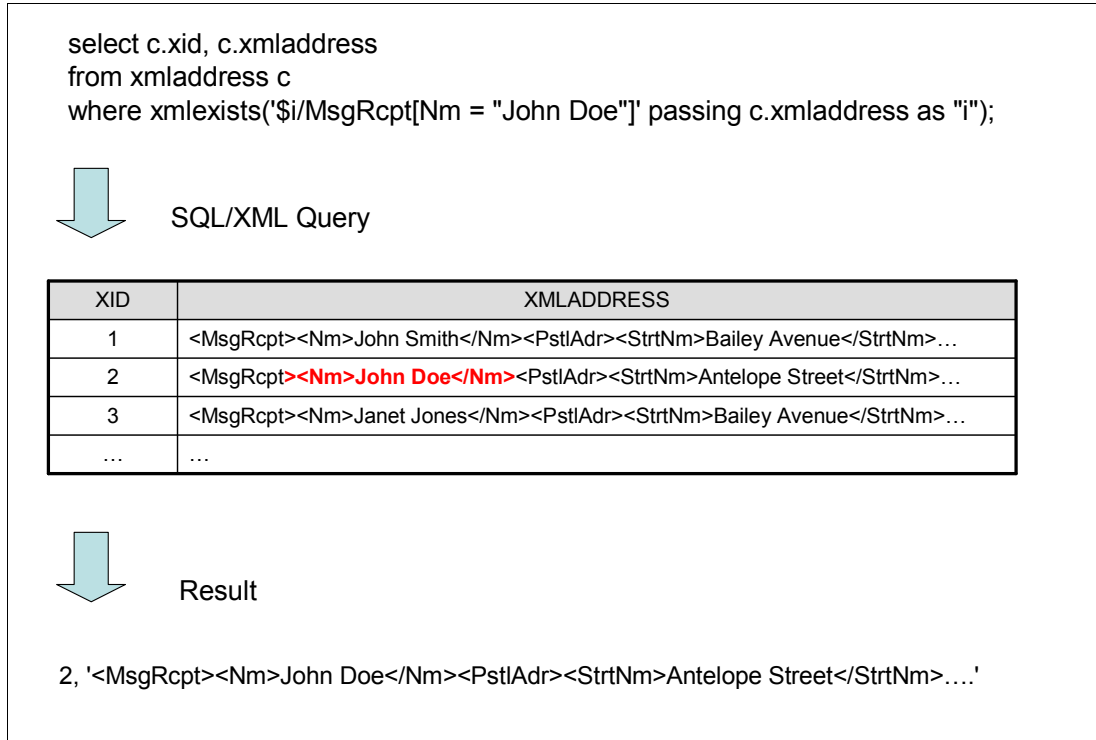 select c.xid, c.xmladdress
from xmladdress c
where xmlexists('$i/MsgRcpt[Nm = "John Doe"]' passing c.xmladdress as "i");
SQL/XML Query
XID XMLADDRESS
1 <MsgRcpt><Nm>John Smith</Nm><PstlAdr><StrtNm>Bailey Avenue</StrtNm>…
2 <MsgRcpt><Nm>John Doe</Nm><PstlAdr><StrtNm>Antelope Street</StrtNm>…
3 <MsgRcpt><Nm>Janet Jones</Nm><PstlAdr><StrtNm>Bailey Avenue</StrtNm>…
… …
Result
2, '<MsgRcpt><Nm>John Doe</Nm><PstlAdr><StrtNm>Antelope Street</StrtNm>….'